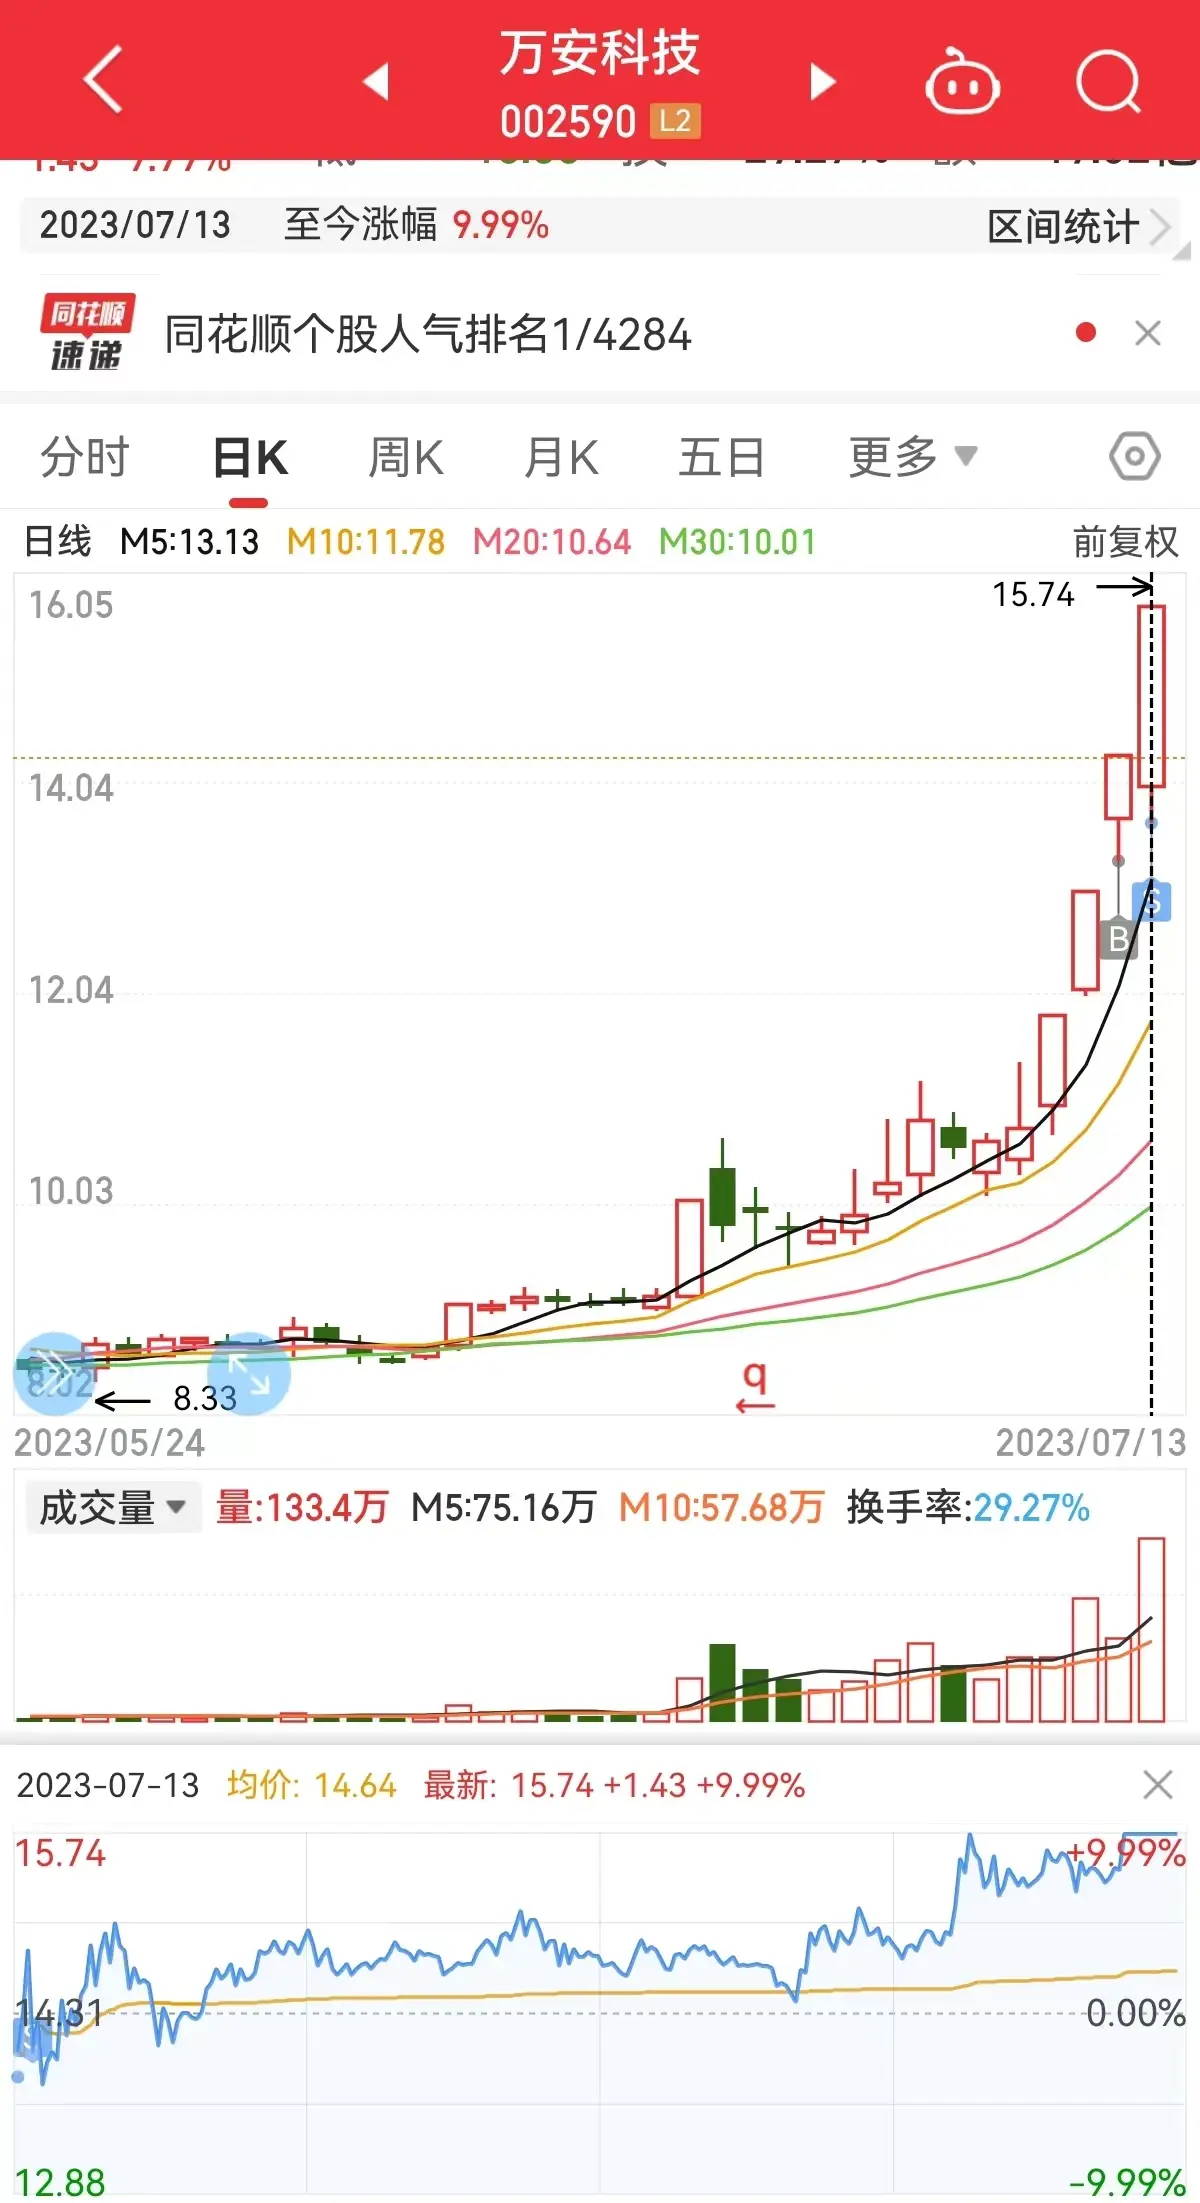 万安科技
002590 L2
2023/07/13 至今涨幅 9.99% 区间统计
同花顺
速递 同花顺个股人气排名1/4284
分时 日K 周K 月K 五日 更多
日线 M5:13.13 M10:11.78 M20:10.64 M30:10.01 前复权
15.74
16.05
14.04
S
B
12.04
10.03
q
8.02
8.33
2023/05/24 2023/07/13
成交量 量:133.4万 M5:75.16万 M10:57.68万 换手率:29.27%
2023-07-13 均价: 14.64 最新: 15.74 +1.43 +9.99%
15.74 +9.99%
14.31 0.00%
12.88 -9.99%